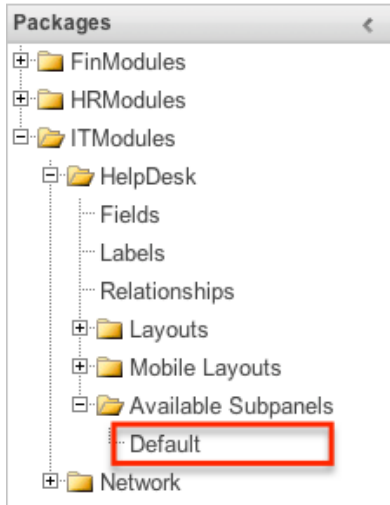 Packages
FinModules
HRModules
ITModules
HelpDesk
Fields
Labels
Relationships
Layouts
Mobile Layouts
Available Subpanels
Default
Network